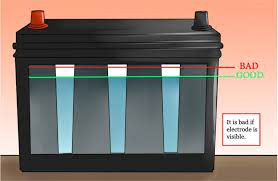 BAD
GOOD
It is bad if
electrode is
visible.